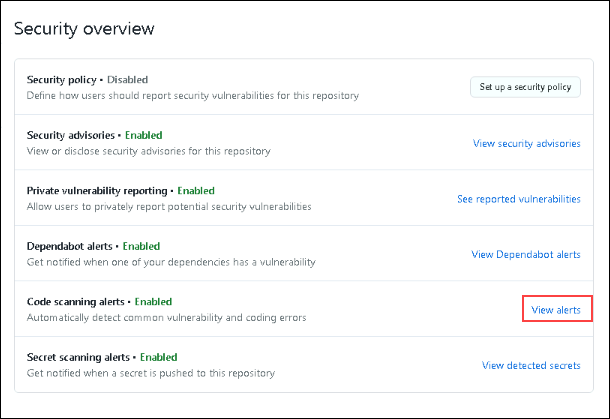 Security overview
Security policy • Disabled
Define how users should report security vulnerabilities for this repository
Set up a security policy
Security advisories • Enabled
View or disclose security advisories for this repository
View security advisories
Private vulnerability reporting • Enabled
Allow users to privately report potential security vulnerabilities
See reported vulnerabilities
Dependabot alerts • Enabled
Get notified when one of your dependencies has a vulnerability
View Dependabot alerts
Code scanning alerts • Enabled
Automatically detect common vulnerability and coding errors
View alerts
Secret scanning alerts • Enabled
Get notified when a secret is pushed to this repository
View detected secrets